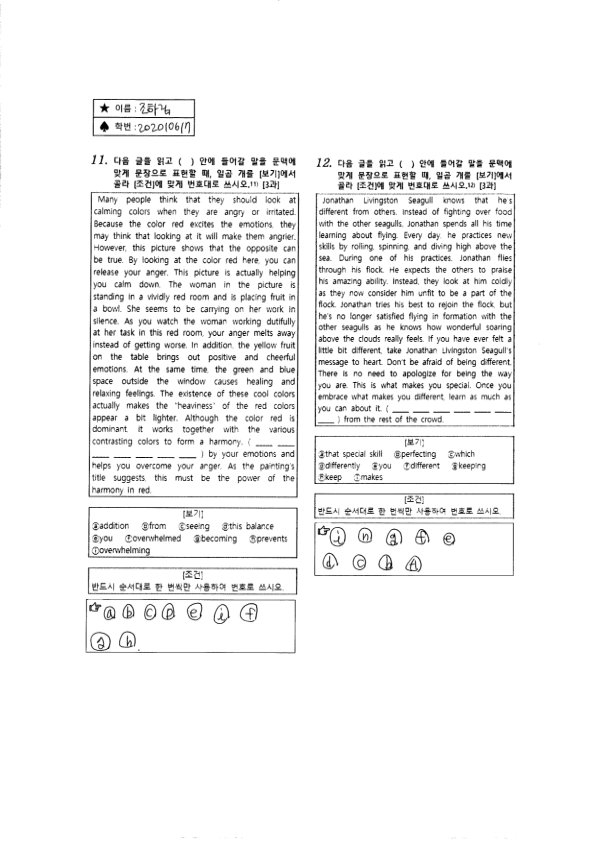 ★ 이름 : 조하림
♠ 학번 : 202010617
11. 다음 글을 읽고 ( ) 안에 들어갈 말을 문맥에
맞게 문장으로 표현할 때, 일곱 개를 [보기]에서
골라 [조건]에 맞게 번호대로 쓰시오.11) [3과]
Many people think that they should look at
calming colors when they are angry or irritated.
Because the color red excites the emotions, they
may think that looking at it will make them angrier.
However, this picture shows that the opposite can
be true. By looking at the color red here, you can
release your anger. This picture is actually helping
you calm down. The woman in the picture is
standing in a vividly red room and is placing fruit in
a bowl. She seems to be carrying on her work in
silence. As you watch the woman working dutifully
at her task in this red room, your anger melts away
instead of getting worse. In addition, the yellow fruit
on the table brings out positive and cheerful
emotions. At the same time, the green and blue
space outside the window causes healing and
relaxing feelings. The existence of these cool colors
actually makes the "heaviness" of the red colors
appear a bit lighter. Although the color red is
dominant, it works together with the various
contrasting colors to form a harmony. ( ____ ____
____ ____ ____ ____ ____ ) by your emotions and
helps you overcome your anger. As the painting's
title suggests, this must be the power of the
harmony in red.
[보기]
ⓐaddition ⓑfrom ⓒseeing ⓓthis balance
ⓔyou ⓕoverwhelmed ⓖbecoming ⓗprevents
ⓘoverwhelming
[조건]
반드시 순서대로 한 번씩만 사용하여 번호로 쓰시오.
☞ⓐ ⓑ ⓒ ⓔ ⓘ ⓕ
ⓗ
12. 다음 글을 읽고 ( ) 안에 들어갈 말을 문맥에
맞게 문장으로 표현할 때, 일곱 개를 [보기]에서
골라 [조건]에 맞게 번호대로 쓰시오.12) [3과]
Jonathan Livingston Seagull knows that he's
different from others. Instead of fighting over food
with the other seagulls, Jonathan spends all his time
learning about flying. Every day, he practices new
skills by rolling, spinning, and diving high above the
sea. During one of his practices, Jonathan flies
through his flock. He expects the others to praise
his amazing ability. Instead, they look at him coldly
as they now consider him unfit to be a part of the
flock. Jonathan tries his best to rejoin the flock, but
he's no longer satisfied flying in formation with the
other seagulls as he knows how wonderful soaring
above the clouds really feels. If you have ever felt a
little bit different, take Jonathan Livingston Seagull's
message to heart. Don't be afraid of being different.
There is no need to apologize for being the way
you are. This is what makes you special. Once you
embrace what makes you different, learn as much as
you can about it. ( ____ ____ ____ ____ ____ ____
____ ) from the rest of the crowd.
[보기]
ⓐthat special skill ⓑperfecting ⓒwhich
ⓓdifferently ⓔyou ⓕdifferent ⓖkeeping
ⓗkeep ⓘmakes
[조건]
반드시 순서대로 한 번씩만 사용하여 번호로 쓰시오.
☞ⓘ ⓖ ⓕ ⓔ
ⓓ ⓒ ⓑ